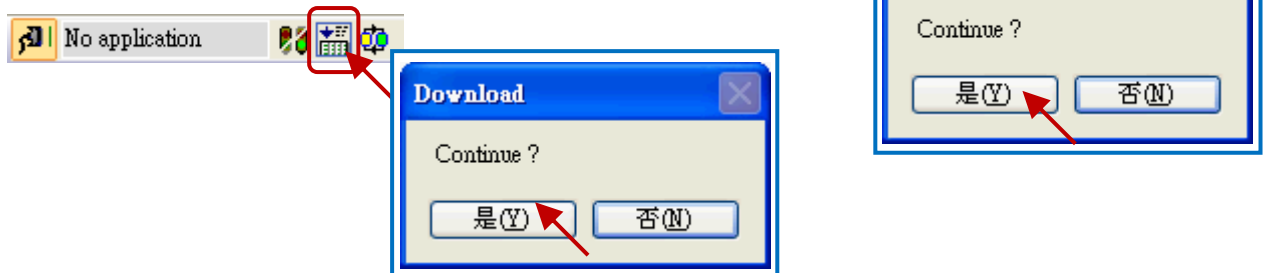 No application
Download
Continue ?
是(Y) 否(N)
Continue ?
是(Y) 否(N)